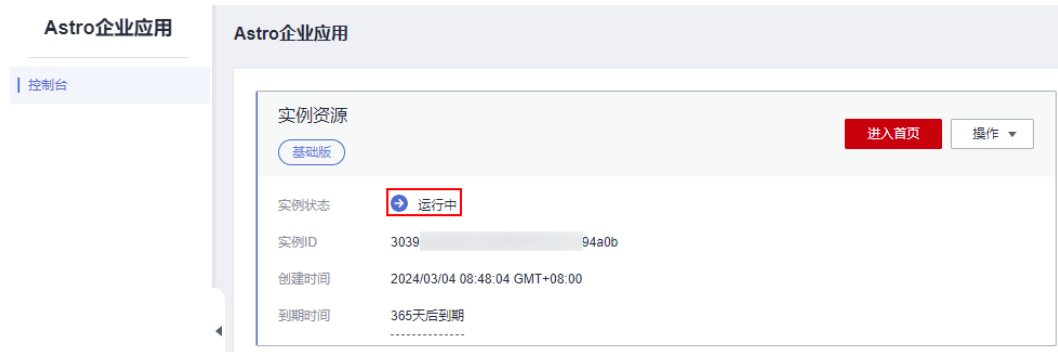 Astro企业应用
控制台
Astro企业应用
实例资源
基础版
进入首页
操作
实例状态 运行中
实例ID 3039 94a0b
创建时间 2024/03/04 08:48:04 GMT+08:00
到期时间 365天后到期